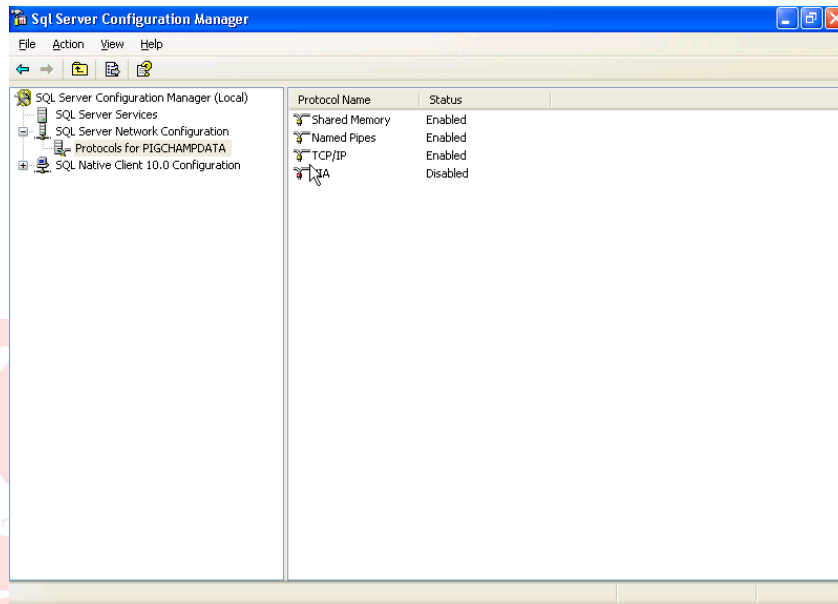 Sql Server Configuration Manager
File Action View Help
SQL Server Configuration Manager (Local)
SQL Server Services
SQL Server Network Configuration
Protocols for PIGCHAMPDATA
SQL Native Client 10.0 Configuration
Protocol Name Status
Shared Memory Enabled
Named Pipes Enabled
TCP/IP Enabled
Disabled